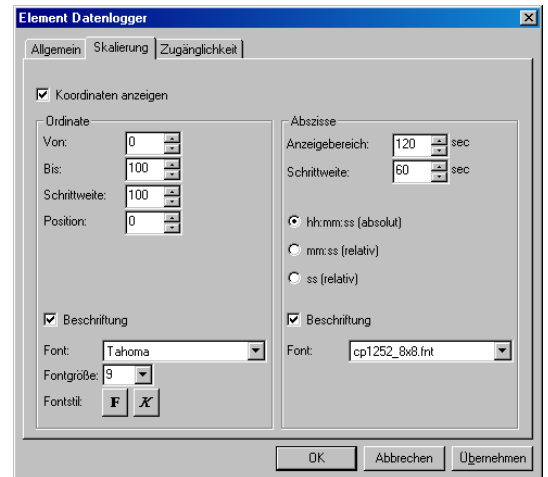 Element Datenlogger
Allgemein Skalierung Zugänglichkeit
Koordinaten anzeigen
Ordinate
Von: 0
Bis: 100
Schrittweite: 100
Position: 0
Beschriftung
Font: Tahoma
Fontgröße: 9
Fontstil: F K
Abszisse
Anzeigebereich: 120 sec
Schrittweite: 60 sec
hh:mm:ss (absolut)
mm:ss (relativ)
ss (relativ)
Beschriftung
Font: cp1252_8x8.fnt
OK Abbrechen Übernehmen